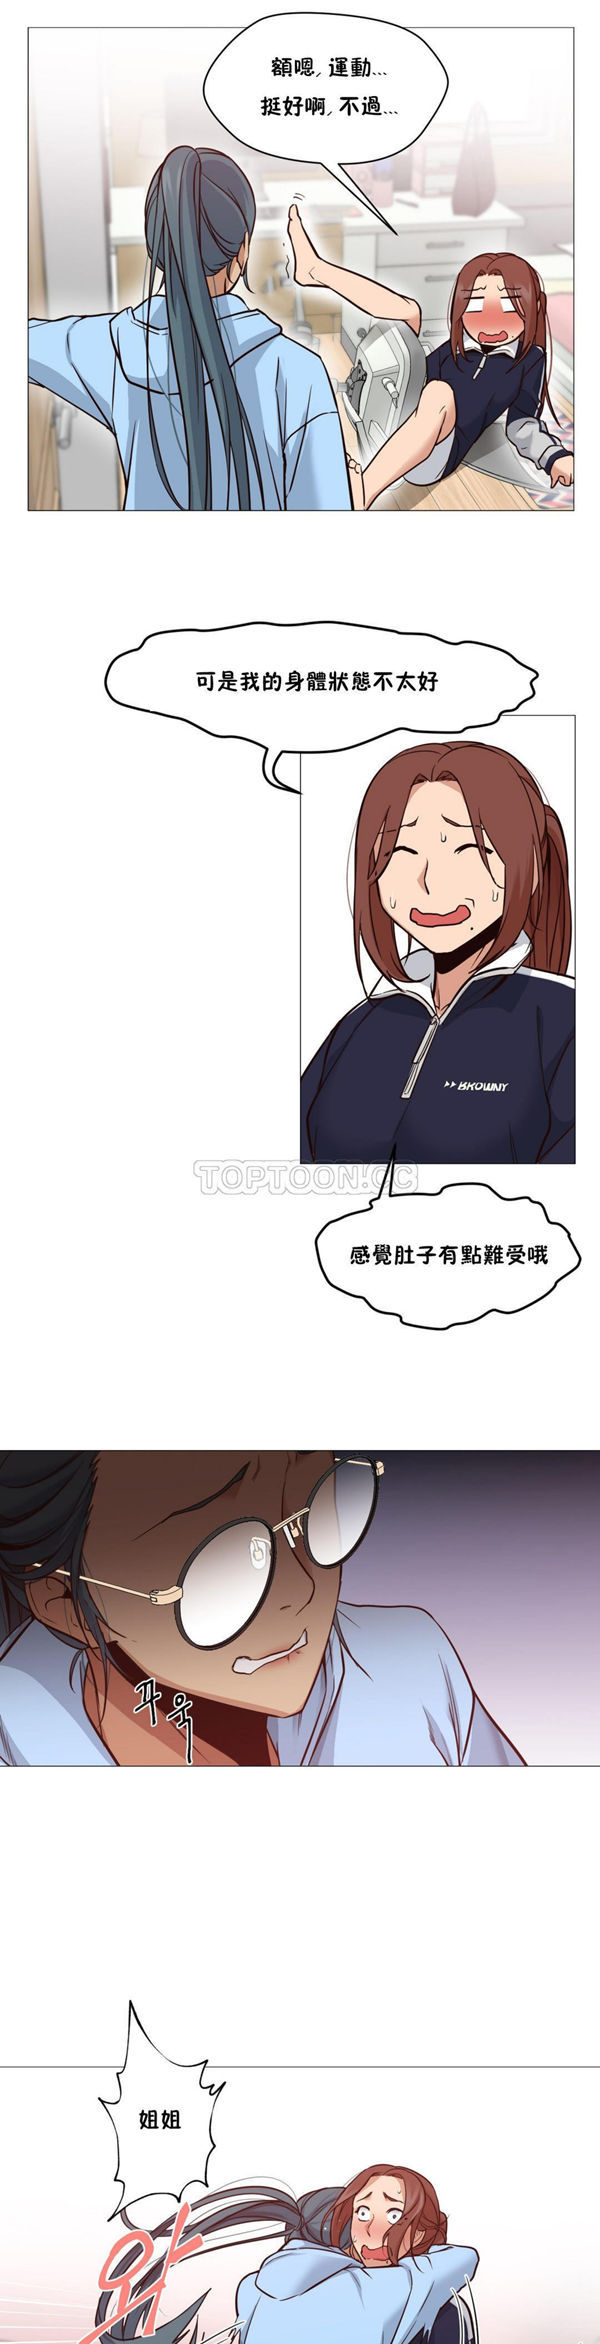 額嗯, 運動...
挺好啊, 不過...
可是我的身體狀態不太好
▸▸BROWNY
TOPTOON.CC
感覺肚子有點難受哦
꾸욱
姐姐
와